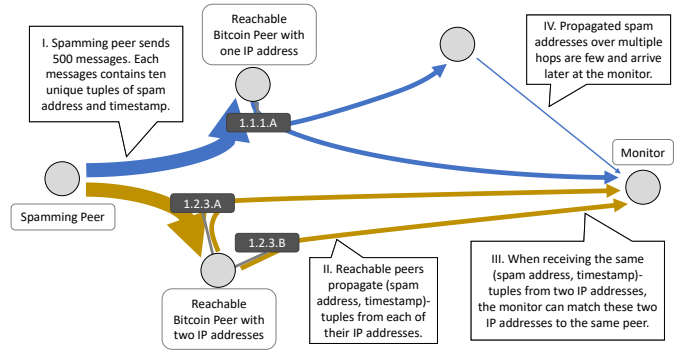 I. Spamming peer sends
500 messages. Each
messages contains ten
unique tuples of spam
address and timestamp.
Reachable
Bitcoin Peer with
one IP address
IV. Propagated spam
addresses over multiple
hops are few and arrive
later at the monitor.
1.1.1.A
Monitor
Spamming Peer
1.2.3.A
1.2.3.B
Reachable
Bitcoin Peer with
two IP addresses
II. Reachable peers
propagate (spam
address, timestamp)-
tuples from each of
their IP addresses.
III. When receiving the same
(spam address, timestamp)-
tuples from two IP addresses,
the monitor can match these two
IP addresses to the same peer.